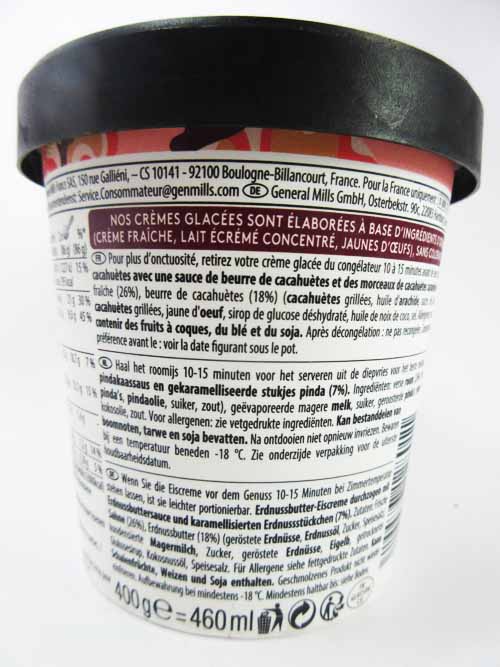 France SAS, 150 rue Galliéni, – CS 10141 - 92100 Boulogne-Billancourt, France. Pour la France uniquement
Service.Consommateur@genmills.com DE General Mills GmbH, Osterbekstr. 90c, 22083 Hamburg
NOS CRÈMES GLACÉES SONT ÉLABORÉES À BASE D'INGRÉDIENTS
(CRÈME FRAÎCHE, LAIT ÉCRÉMÉ CONCENTRÉ, JAUNES D'ŒUFS), SANS
FR Pour plus d'onctuosité, retirez votre crème glacée du congélateur 10 à 15 minutes avant
cacahuètes avec une sauce de beurre de cacahuètes et des morceaux de cacahuètes
fraîche (26%), beurre de cacahuètes (18%) (cacahuètes grillées, huile d'arachide,
cacahuètes grillées, jaune d'oeuf, sirop de glucose déshydraté, huile de noix de coco, sel.
contenir des fruits à coques, du blé et du soja. Après décongélation : ne pas recongeler.
préférence avant le : voir la date figurant sous le pot.
NL Haal het roomijs 10-15 minuten voor het serveren uit de diepvries voor het
pindakaassaus en gekaramelliseerde stukjes pinda (7%). Ingrediënten: verse
pinda's, pindaolie, suiker, zout), geëvaporeerde magere melk, suiker, geroosterde
kokosolie, zout. Voor allergenen: zie vetgedrukte ingrediënten. Kan bestanddelen van
boomnoten, tarwe en soja bevatten. Na ontdooien niet opnieuw invriezen. Bewaren
bij een temperatuur beneden -18 °C. Zie onderzijde verpakking voor de uiterste
houdbaarheidsdatum.
DE Wenn Sie die Eiscreme vor dem Genuss 10-15 Minuten bei Zimmertemperatur
stehen lassen, ist sie leichter portionierbar. Erdnussbutter-Eiscreme durchzogen mit
Erdnussbuttersauce und karamellisierten Erdnussstückchen (7%). Zutaten: Frische
Sahne (26%), Erdnussbutter (18%) (geröstete Erdnüsse, Erdnussöl, Zucker, Speisesalz),
kondensierte Magermilch, Zucker, geröstete Erdnüsse, Eigelb, getrockneter
Glukosesirup, Kokosnussöl, Speisesalz. Für Allergene siehe fettgedruckte Zutaten. Kann
Schalenfrüchte, Weizen und Soja enthalten. Geschmolzenes Produkt nicht wieder
einfrieren. Aufbewahrung bei mindestens -18 °C. Mindestens haltbar bis: siehe Boden.
400g e = 460ml